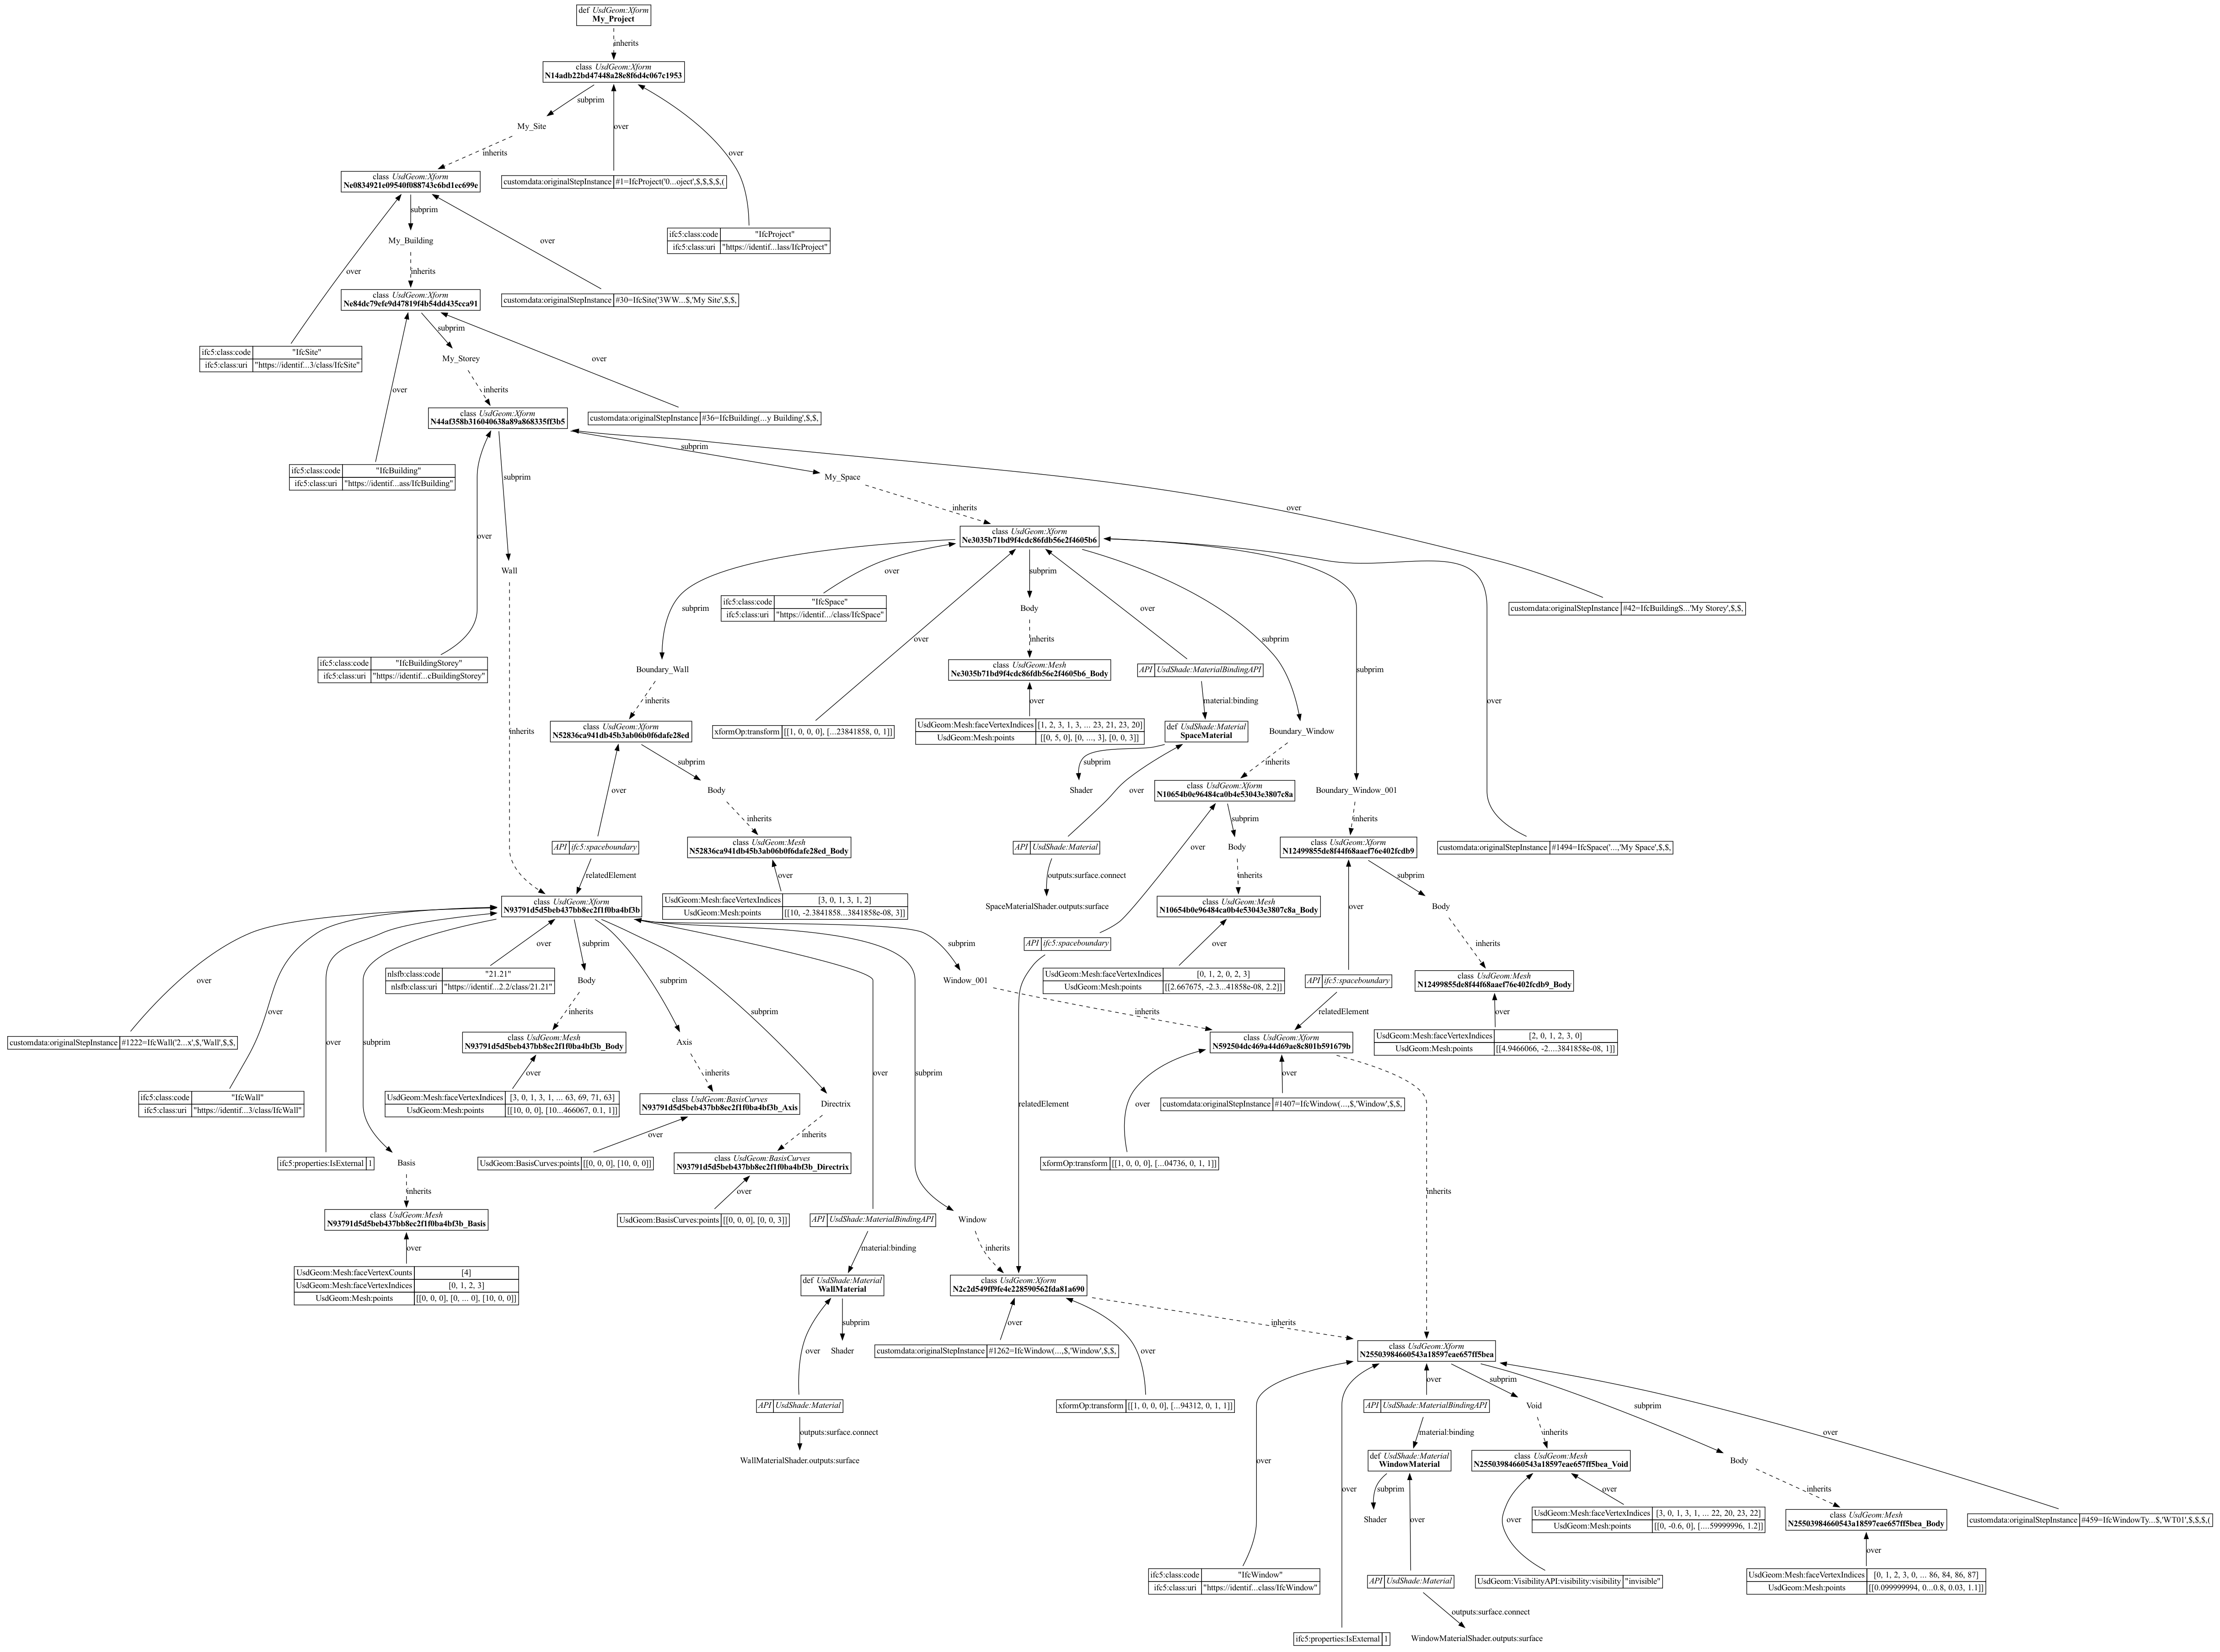 def UsdGeom:Xform
My_Project
inherits
class UsdGeom:Xform
N14adb22bd47448a28e8f6d4c067c1953
subprim
over
over
My_Site
inherits
customdata:originalStepInstance #1=IfcProject('0...oject',$,$,$,$,(
class UsdGeom:Xform
Ne0834921e09540f088743c6bd1ec699e
ifc5:class:code "IfcProject"
ifc5:class:uri "https://identif...lass/IfcProject"
subprim
over
over
My_Building
inherits
customdata:originalStepInstance #30=IfcSite('3WW...$,'My Site',$,$,
class UsdGeom:Xform
Ne84dc79efe9d47819f4b54dd435cca91
ifc5:class:code "IfcSite"
ifc5:class:uri "https://identif...3/class/IfcSite"
subprim
over
over
My_Storey
inherits
customdata:originalStepInstance #36=IfcBuilding(...y Building',$,$,
class UsdGeom:Xform
N44af358b316040638a89a868335ff3b5
ifc5:class:code "IfcBuilding"
ifc5:class:uri "https://identif...ass/IfcBuilding"
subprim
subprim
over
over
My_Space
inherits
class UsdGeom:Xform
Ne3035b71bd9f4cdc86fdb56e2f4605b6
Wall
inherits
customdata:originalStepInstance #42=IfcBuildingS...'My Storey',$,$,
ifc5:class:code "IfcBuildingStorey"
ifc5:class:uri "https://identif...cBuildingStorey"
subprim
over
over
subprim
over
subprim
subprim
over
ifc5:class:code "IfcSpace"
ifc5:class:uri "https://identif.../class/IfcSpace"
Body
inherits
Boundary_Wall
inherits
class UsdGeom:Mesh
Ne3035b71bd9f4cdc86fdb56e2f4605b6_Body
over
API UsdShade:MaterialBindingAPI
material:binding
class UsdGeom:Xform
N52836ca941db45b3ab06b0f6dafe28ed
xformOp:transform [[1, 0, 0, 0], [...23841858, 0, 1]]
UsdGeom:Mesh:faceVertexIndices [1, 2, 3, 1, 3, ... 23, 21, 23, 20]
UsdGeom:Mesh:points [[0, 5, 0], [0, ..., 3], [0, 0, 3]]
def UsdShade:Material
SpaceMaterial
Boundary_Window
inherits
subprim
over
subprim
over
Body
inherits
Shader
class UsdGeom:Xform
N10654b0e96484ca0b4e53043e3807c8a
Boundary_Window_001
inherits
subprim
over
API ifc5:spaceboundary
relatedElement
class UsdGeom:Mesh
N52836ca941db45b3ab06b0f6dafe28ed_Body
over
API UsdShade:Material
outputs:surface.connect
Body
inherits
class UsdGeom:Xform
N12499855de8f44f68aaef76e402fcdb9
customdata:originalStepInstance #1494=IfcSpace('...,'My Space',$,$,
subprim
over
class UsdGeom:Xform
N93791d5d5beb437bb8ec2f1f0ba4bf3b
UsdGeom:Mesh:faceVertexIndices [3, 0, 1, 3, 1, 2]
UsdGeom:Mesh:points [[10, -2.3841858...3841858e-08, 3]]
SpaceMaterialShader.outputs:surface
class UsdGeom:Mesh
N10654b0e96484ca0b4e53043e3807c8a_Body
over
Body
inherits
over
over
over
subprim
over
subprim
subprim
subprim
over
subprim
subprim
API ifc5:spaceboundary
relatedElement
nlsfb:class:code "21.21"
nlsfb:class:uri "https://identif...2.2/class/21.21"
Body
inherits
Window_001
inherits
UsdGeom:Mesh:faceVertexIndices [0, 1, 2, 0, 2, 3]
UsdGeom:Mesh:points [[2.667675, -2.3...41858e-08, 2.2]]
API ifc5:spaceboundary
relatedElement
class UsdGeom:Mesh
N12499855de8f44f68aaef76e402fcdb9_Body
over
customdata:originalStepInstance #1222=IfcWall('2...x',$,'Wall',$,$,
class UsdGeom:Mesh
N93791d5d5beb437bb8ec2f1f0ba4bf3b_Body
over
Axis
inherits
class UsdGeom:Xform
N592504dc469a44d69ae8c801b591679b
UsdGeom:Mesh:faceVertexIndices [2, 0, 1, 2, 3, 0]
UsdGeom:Mesh:points [[4.9466066, -2....3841858e-08, 1]]
over
over
inherits
ifc5:class:code "IfcWall"
ifc5:class:uri "https://identif...3/class/IfcWall"
UsdGeom:Mesh:faceVertexIndices [3, 0, 1, 3, 1, ... 63, 69, 71, 63]
UsdGeom:Mesh:points [[10, 0, 0], [10...466067, 0.1, 1]]
class UsdGeom:BasisCurves
N93791d5d5beb437bb8ec2f1f0ba4bf3b_Axis
over
Directrix
inherits
customdata:originalStepInstance #1407=IfcWindow(...,$,'Window',$,$,
ifc5:properties:IsExternal 1
Basis
inherits
UsdGeom:BasisCurves:points [[0, 0, 0], [10, 0, 0]]
class UsdGeom:BasisCurves
N93791d5d5beb437bb8ec2f1f0ba4bf3b_Directrix
over
xformOp:transform [[1, 0, 0, 0], [...04736, 0, 1, 1]]
class UsdGeom:Mesh
N93791d5d5beb437bb8ec2f1f0ba4bf3b_Basis
over
UsdGeom:BasisCurves:points [[0, 0, 0], [0, 0, 3]]
API UsdShade:MaterialBindingAPI
material:binding
Window
inherits
UsdGeom:Mesh:faceVertexCounts [4]
UsdGeom:Mesh:faceVertexIndices [0, 1, 2, 3]
UsdGeom:Mesh:points [[0, 0, 0], [0, ... 0], [10, 0, 0]]
def UsdShade:Material
WallMaterial
class UsdGeom:Xform
N2c2d549ff9fe4e228590562fda81a690
over
subprim
over
over
inherits
Shader
customdata:originalStepInstance #1262=IfcWindow(...,$,'Window',$,$,
class UsdGeom:Xform
N25503984660543a18597eae657ff5bea
over
over
over
subprim
subprim
over
API UsdShade:Material
outputs:surface.connect
xformOp:transform [[1, 0, 0, 0], [...94312, 0, 1, 1]]
API UsdShade:MaterialBindingAPI
material:binding
Void
inherits
WallMaterialShader.outputs:surface
def UsdShade:Material
WindowMaterial
class UsdGeom:Mesh
N25503984660543a18597eae657ff5bea_Void
Body
inherits
subprim
over
over
over
Shader
UsdGeom:Mesh:faceVertexIndices [3, 0, 1, 3, 1, ... 22, 20, 23, 22]
UsdGeom:Mesh:points [[0, -0.6, 0], [....59999996, 1.2]]
class UsdGeom:Mesh
N25503984660543a18597eae657ff5bea_Body
over
customdata:originalStepInstance #459=IfcWindowTy...$,'WT01',$,$,$,(
ifc5:class:code "IfcWindow"
ifc5:class:uri "https://identif...class/IfcWindow"
API UsdShade:Material
outputs:surface.connect
UsdGeom:VisibilityAPI:visibility:visibility "invisible"
UsdGeom:Mesh:faceVertexIndices [0, 1, 2, 3, 0, ... 86, 84, 86, 87]
UsdGeom:Mesh:points [[0.099999994, 0...0.8, 0.03, 1.1]]
ifc5:properties:IsExternal 1
WindowMaterialShader.outputs:surface